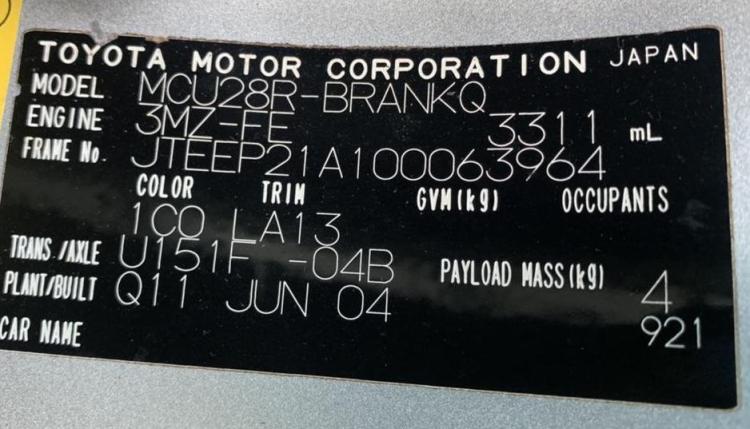 TOYOTA MOTOR CORPORATION JAPAN
MODEL MCU28R-BRANKQ
ENGINE 3MZ-FE 3311 mL
FRAME No. JTEEP21A100063964
COLOR TRIM GVM(kg) OCCUPANTS
1C0 LA13
TRANS./AXLE U151F -04B PAYLOAD MASS(kg) 4
PLANT/BUILT Q11 JUN 04 921
CAR NAME